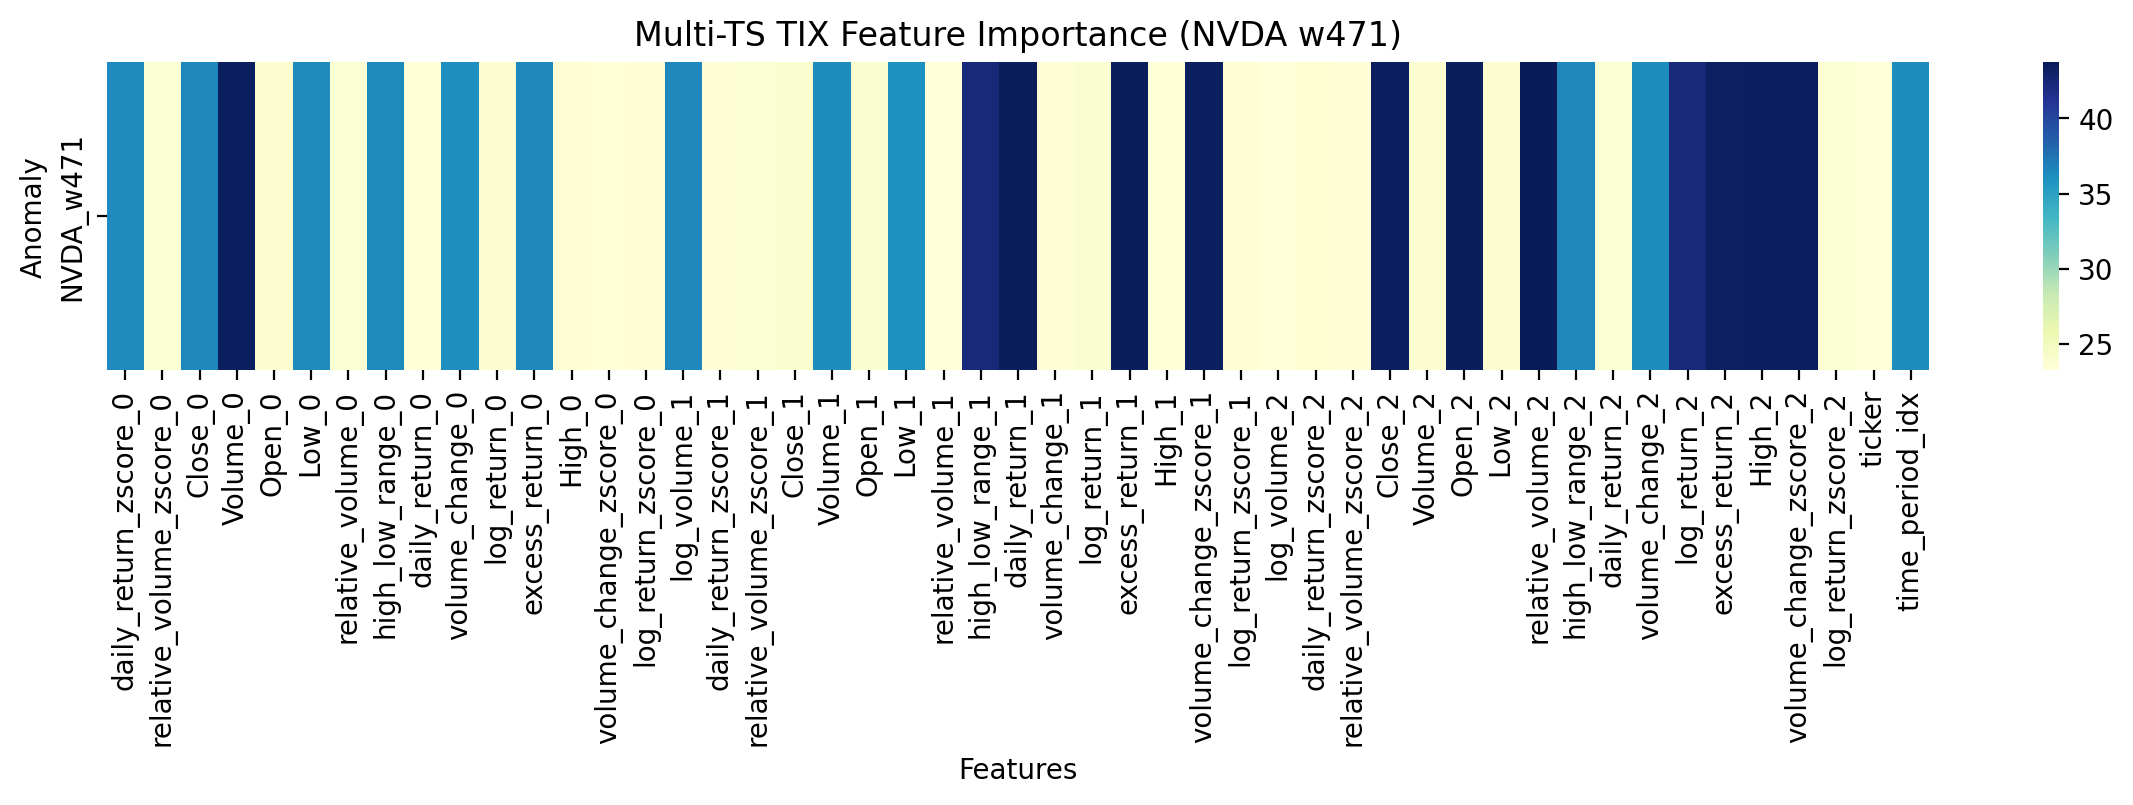 Multi-TS TIX Feature Importance (NVDA w471)
Anomaly
NVDA_w471
40
35
30
25
daily_return_zscore_0
relative_volume_zscore_0
Close_0
Volume_0
Open_0
Low_0
relative_volume_0
high_low_range_0
daily_return_0
volume_change_0
log_return_0
excess_return_0
High_0
volume_change_zscore_0
log_return_zscore_0
log_volume_1
daily_return_zscore_1
relative_volume_zscore_1
Close_1
Volume_1
Open_1
Low_1
relative_volume_1
high_low_range_1
daily_return_1
volume_change_1
log_return_1
excess_return_1
High_1
volume_change_zscore_1
log_return_zscore_1
log_volume_2
daily_return_zscore_2
relative_volume_zscore_2
Close_2
Volume_2
Open_2
Low_2
relative_volume_2
high_low_range_2
daily_return_2
volume_change_2
log_return_2
excess_return_2
High_2
volume_change_zscore_2
log_return_zscore_2
ticker
time_period_idx
Features